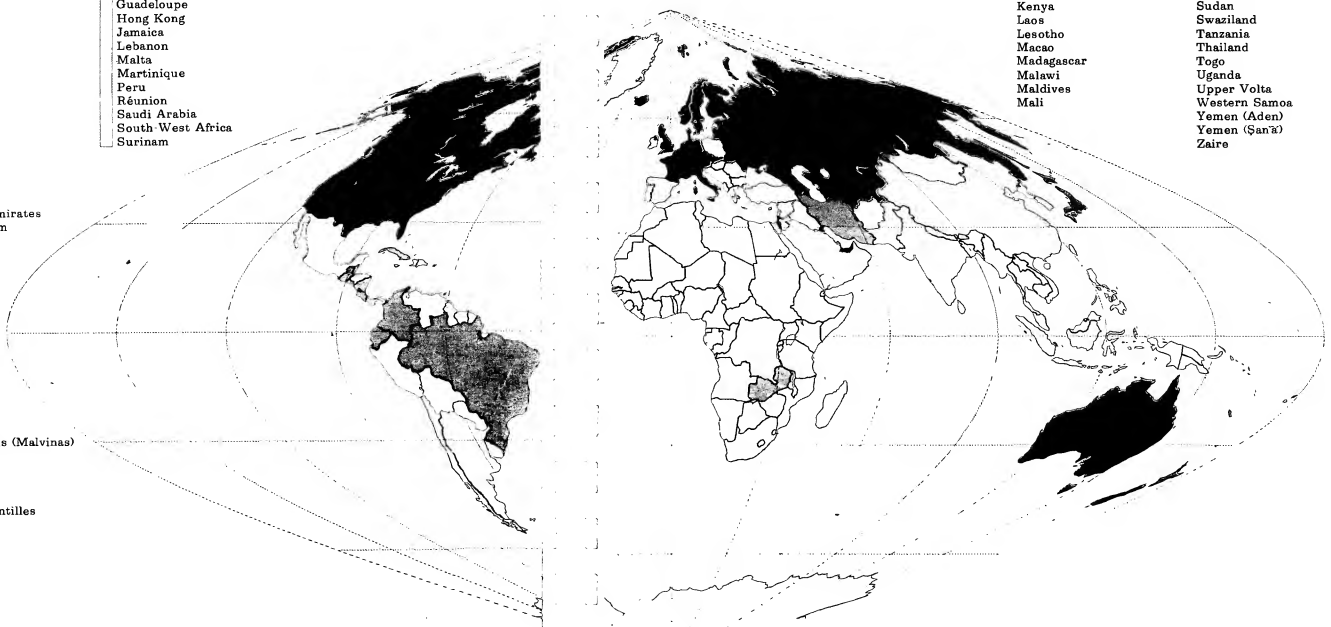 Guadeloupe
Hong Kong
Jamaica
Lebanon
Malta
Martinique
Peru
Réunion
Saudi Arabia
South-West Africa
Surinam
Kenya
Laos
Lesotho
Macao
Madagascar
Malawi
Maldives
Mali
Sudan
Swaziland
Tanzania
Thailand
Togo
Uganda
Upper Volta
Western Samoa
Yemen (Aden)
Yemen (Şan'ā')
Zaire
nirates
n
s (Malvinas)
ntilles